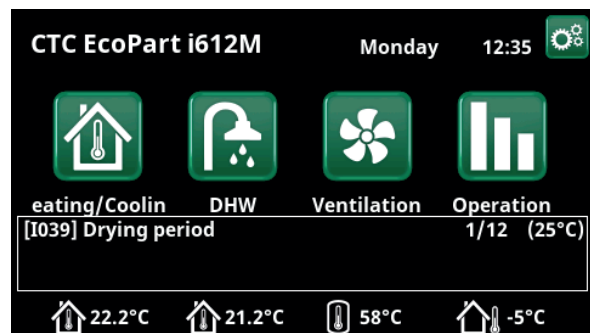 CTC EcoPart i612M Monday 12:35
eating/Coolin DHW Ventilation Operation
[I039] Drying period 1/12 (25°C)
22.2°C 21.2°C 58°C -5°C